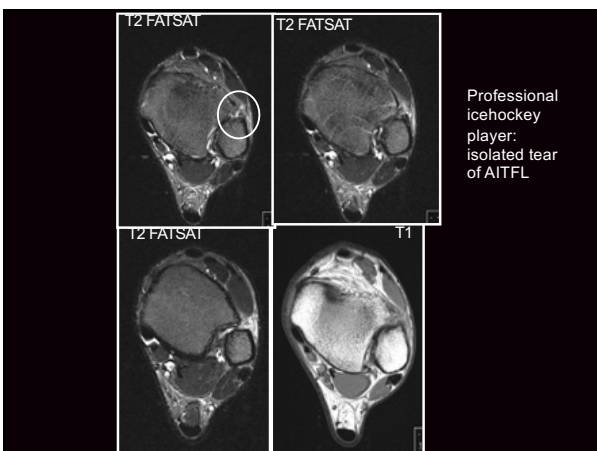 T2 FATSAT
T2 FATSAT
Professional
icehockey
player:
isolated tear
of AITFL
T2 FATSAT
T1